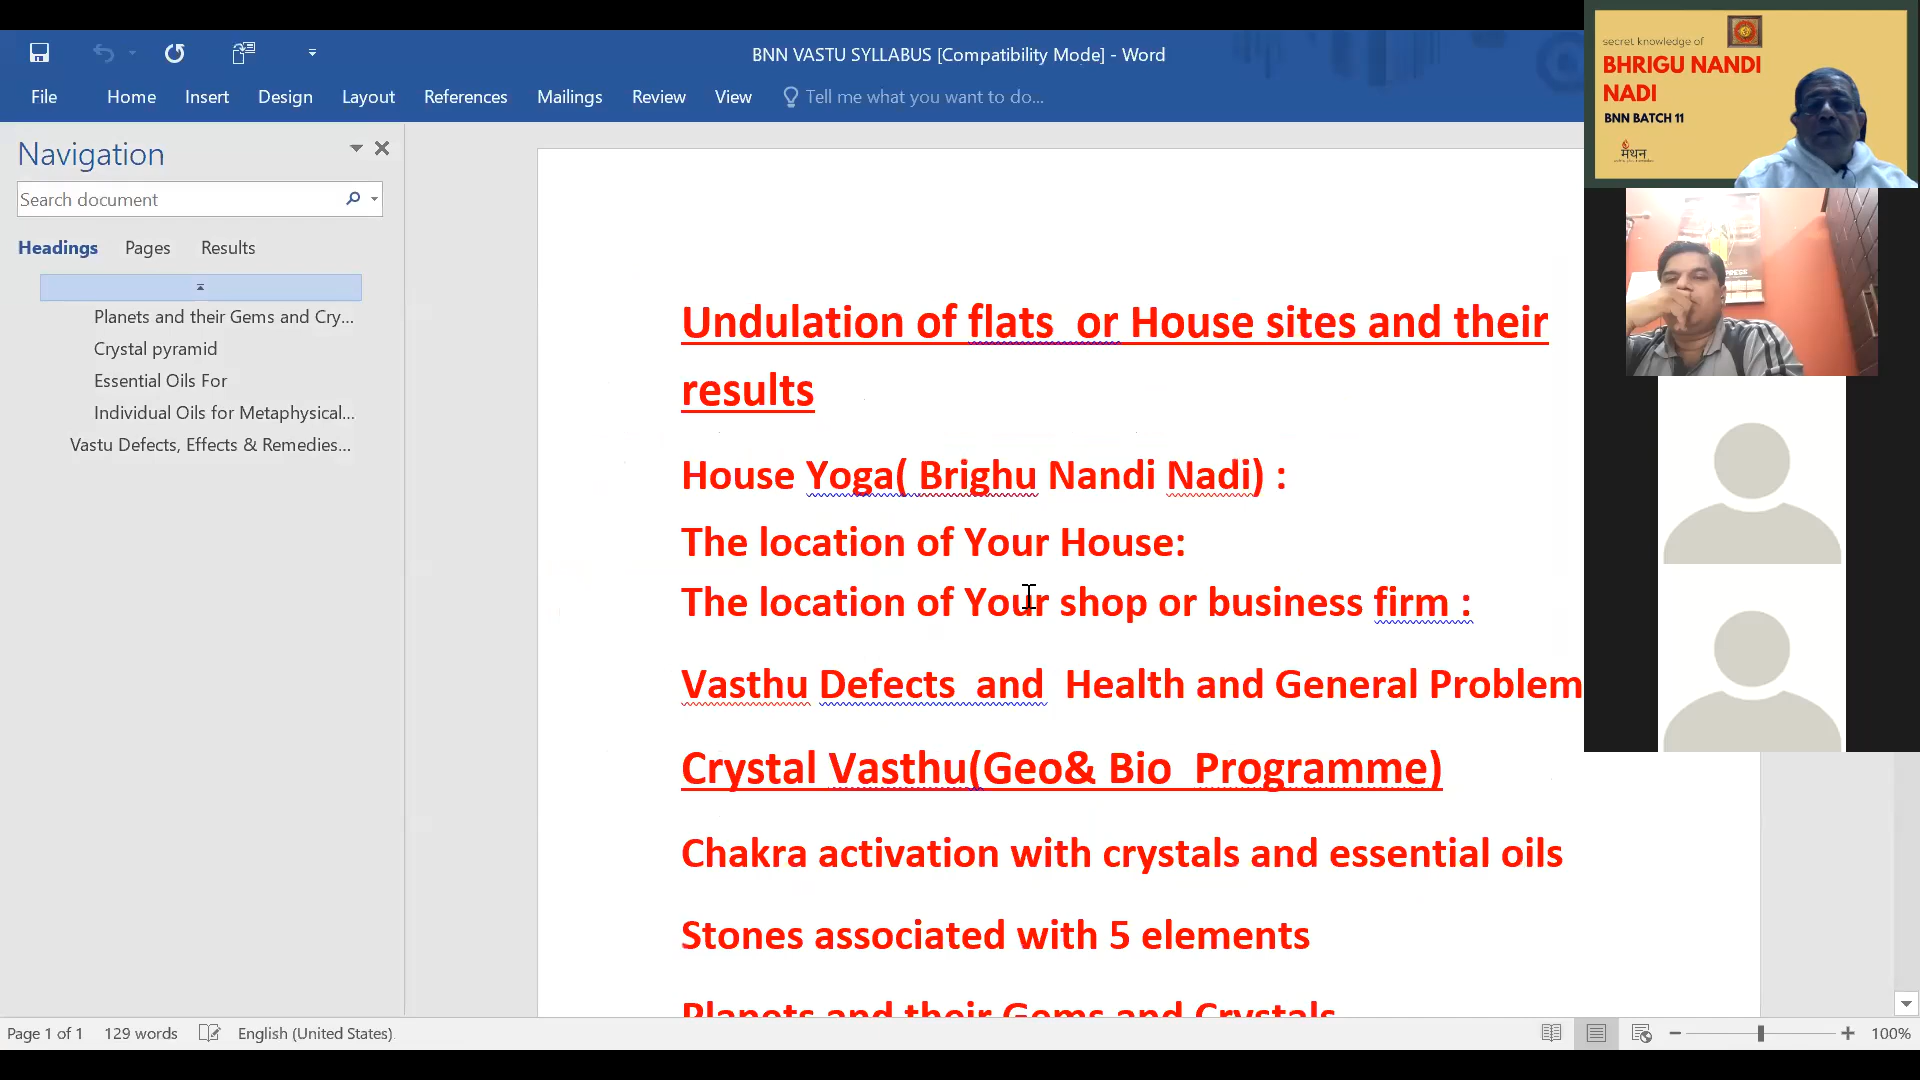 BNN VASTU SYLLABUS [Compatibility Mode] - Word
File Home Insert Design Layout References Mailings Review View Tell me what you want to do...
Navigation
Search document
Headings Pages Results
Planets and their Gems and Cry...
Crystal pyramid
Essential Oils For
Individual Oils for Metaphysical...
Vastu Defects, Effects & Remedies...
Undulation of flats or House sites and their
results
House Yoga( Brighu Nandi Nadi) :
The location of Your House:
The location of Your shop or business firm :
Vasthu Defects and Health and General Problem
Crystal Vasthu(Geo& Bio Programme)
Chakra activation with crystals and essential oils
Stones associated with 5 elements
Planets and their Gems and Crystals
secret knowledge of
BHRIGU NANDI
NADI
BNN BATCH 11
मंथन
Page 1 of 1 129 words English (United States) 100%